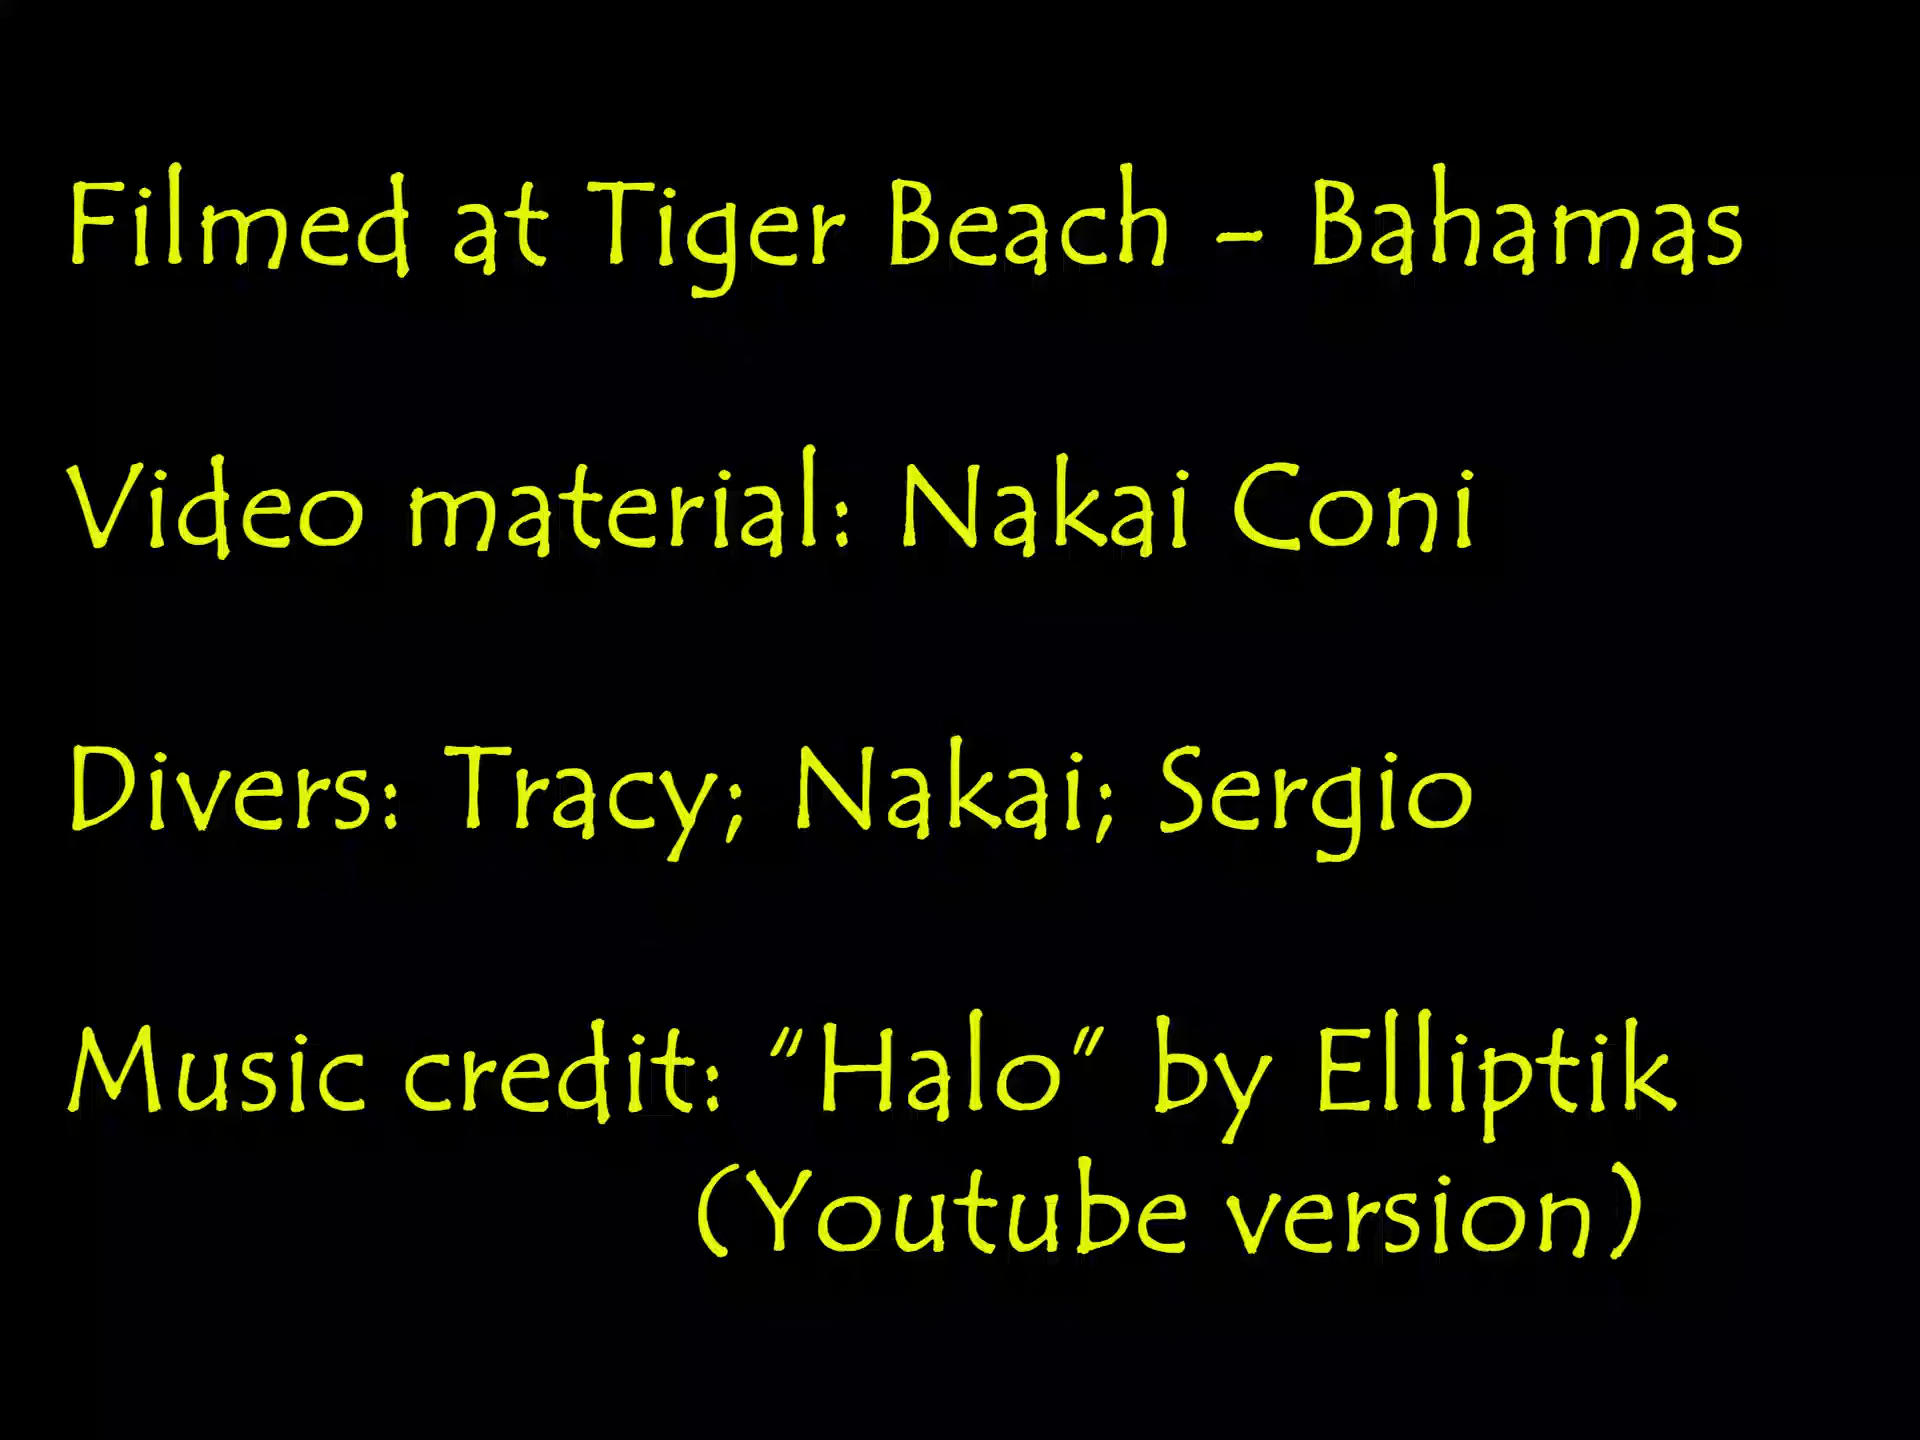 Filmed at Tiger Beach - Bahamas
Video material: Nakai Coni
Divers: Tracy; Nakai; Sergio
Music credit: "Halo" by Elliptik
(Youtube version)